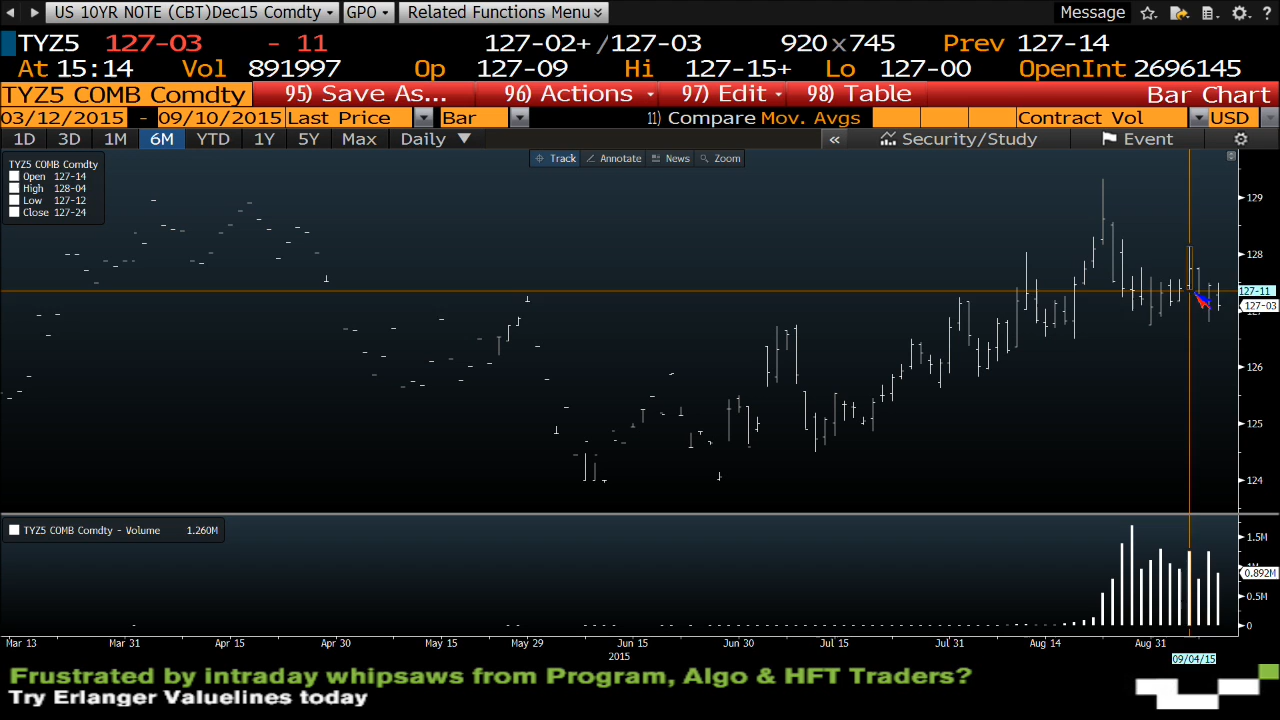 US 10YR NOTE (CBT)Dec15 Comdty GPO Related Functions Menu Message ?
TYZ5 127-03 - 11 127-02+/127-03 920x745 Prev 127-14
At 15:14 Vol 891997 Op 127-09 Hi 127-15+ Lo 127-00 OpenInt 2696145
TYZ5 COMB Comdty 95) Save As... 96) Actions 97) Edit 98) Table Bar Chart
03/12/2015 - 09/10/2015 Last Price Bar 11) Compare Mov. Avgs Contract Vol USD
1D 3D 1M 6M YTD 1Y 5Y Max Daily « Security/Study Event
Track Annotate News Zoom
TYZ5 COMB Comdty
Open 127-14
High 128-04
Low 127-12
Close 127-24
129
128
127-11
127-03
126
125
124
TYZ5 COMB Comdty - Volume 1.260M
1.5M
0.892M
0.5M
0
Mar 13 Mar 31 Apr 15 Apr 30 May 15 May 29 Jun 15 Jun 30 Jul 15 Jul 31 Aug 14 Aug 31
2015
09/04/15
Frustrated by intraday whipsaws from Program, Algo & HFT Traders?
Try Erlanger Valuelines today